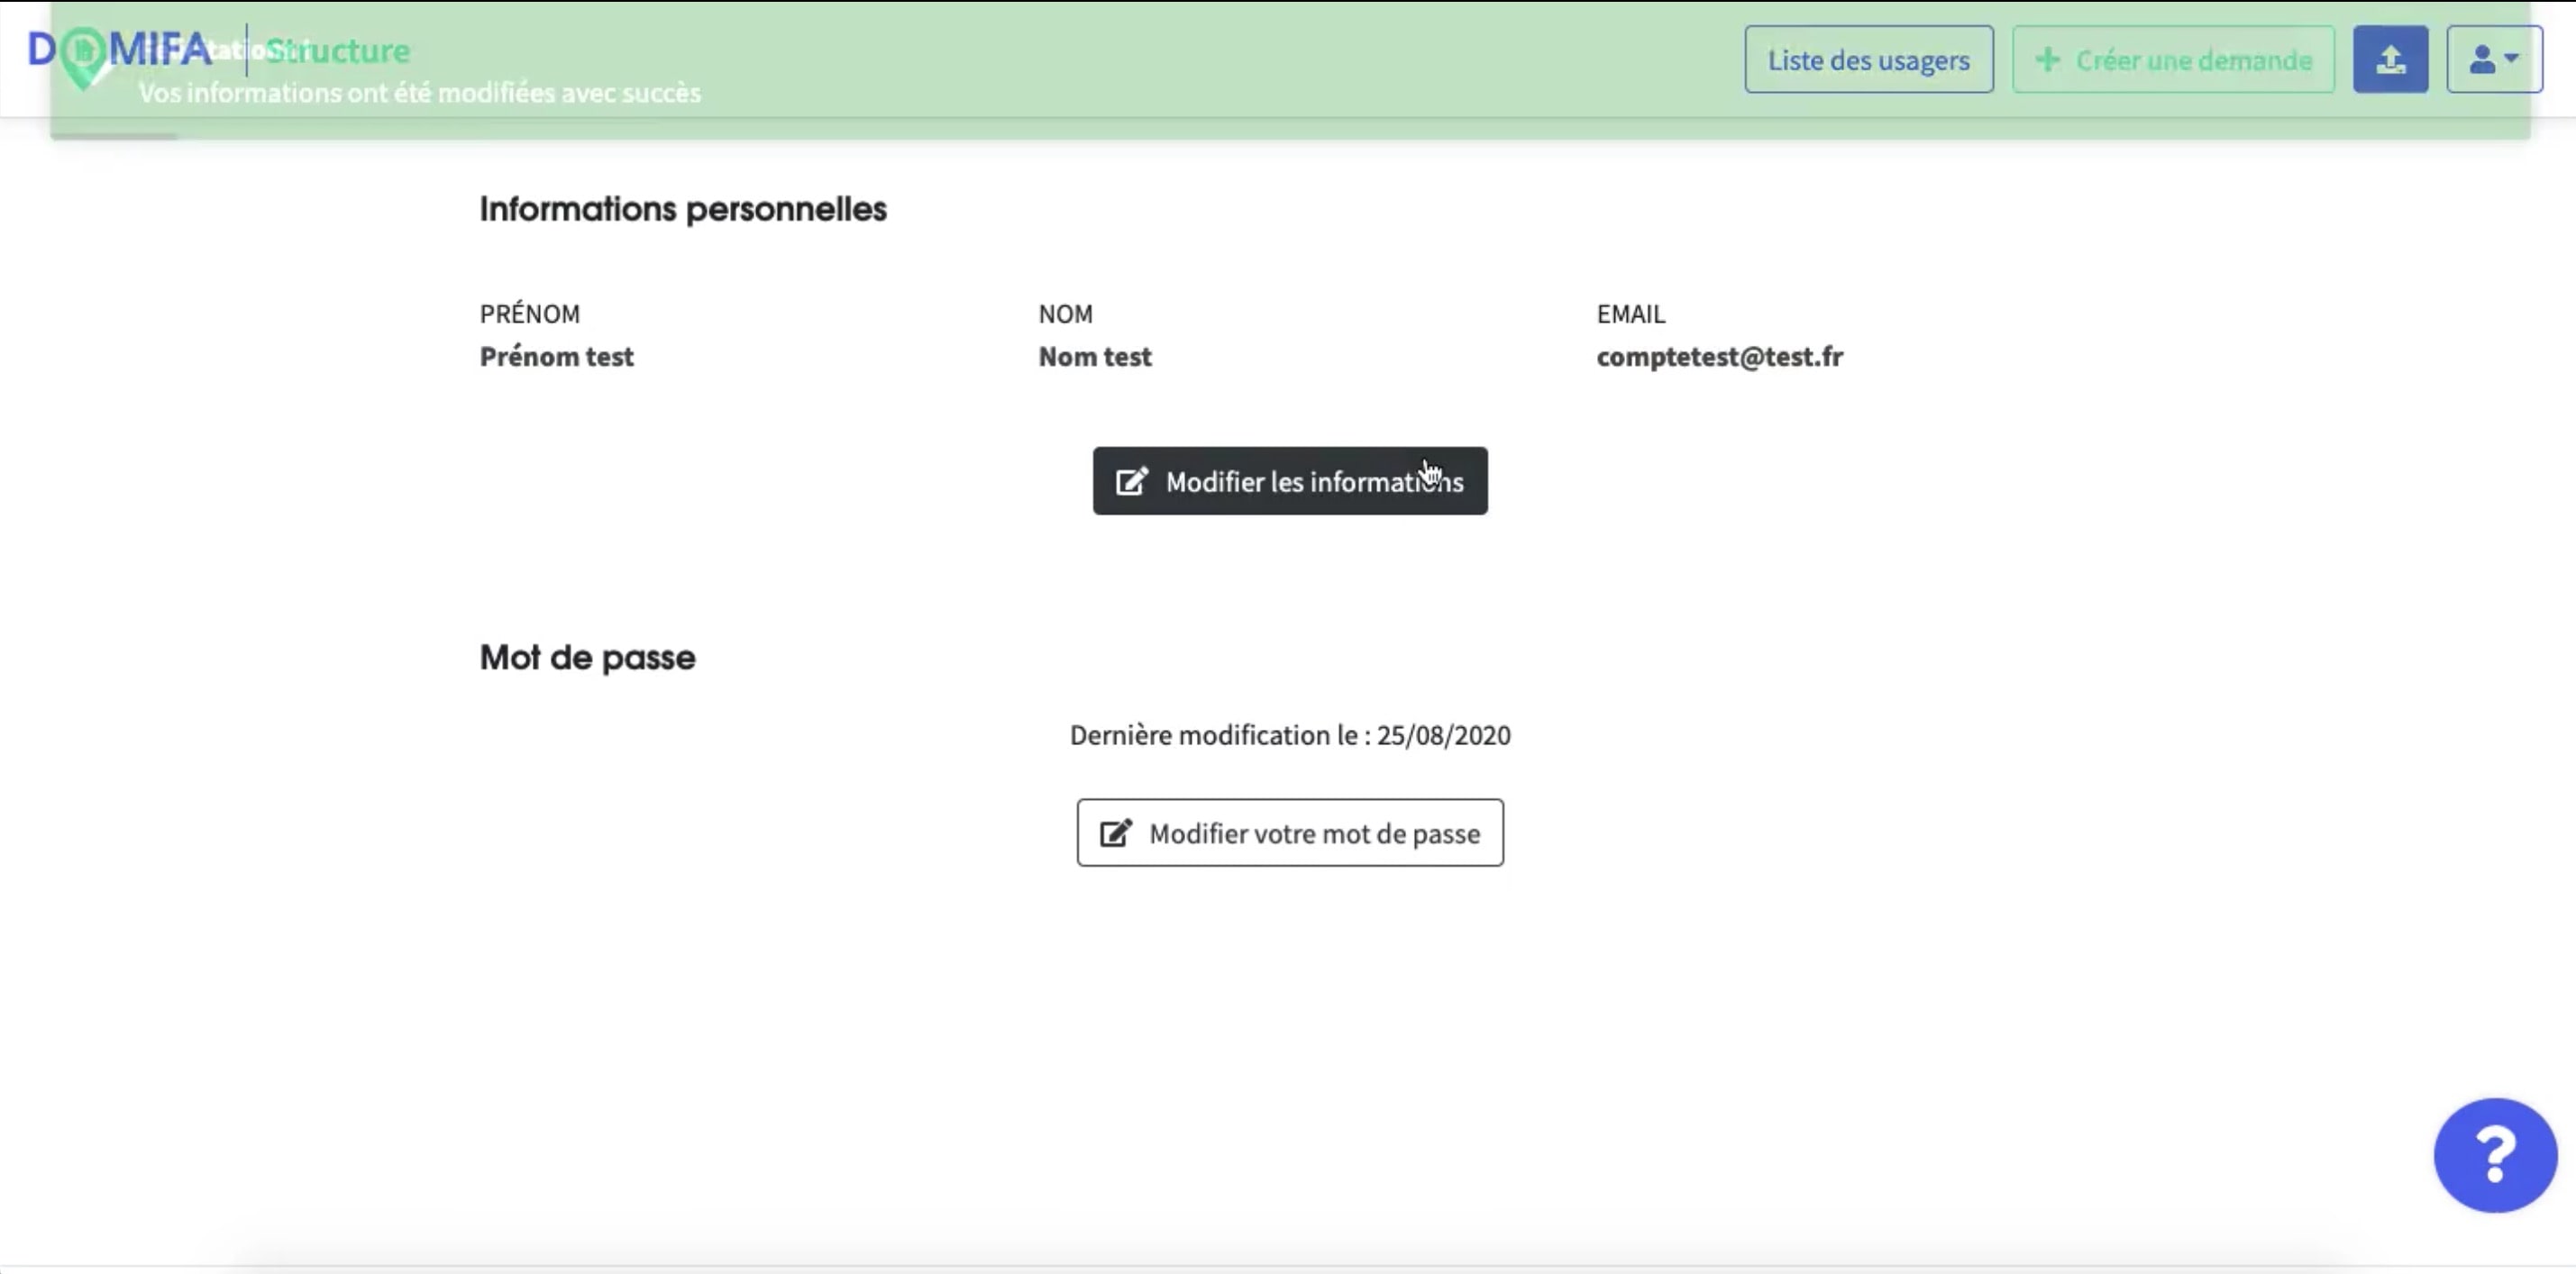 DOMIFA
Structure
Liste des usagers
Créer une demande
Vos informations ont été modifiées avec succès
Informations personnelles
PRÉNOM
NOM
EMAIL
Prénom test
Nom test
comptetest@test.fr
Modifier les informations
Mot de passe
Dernière modification le : 25/08/2020
Modifier votre mot de passe
?